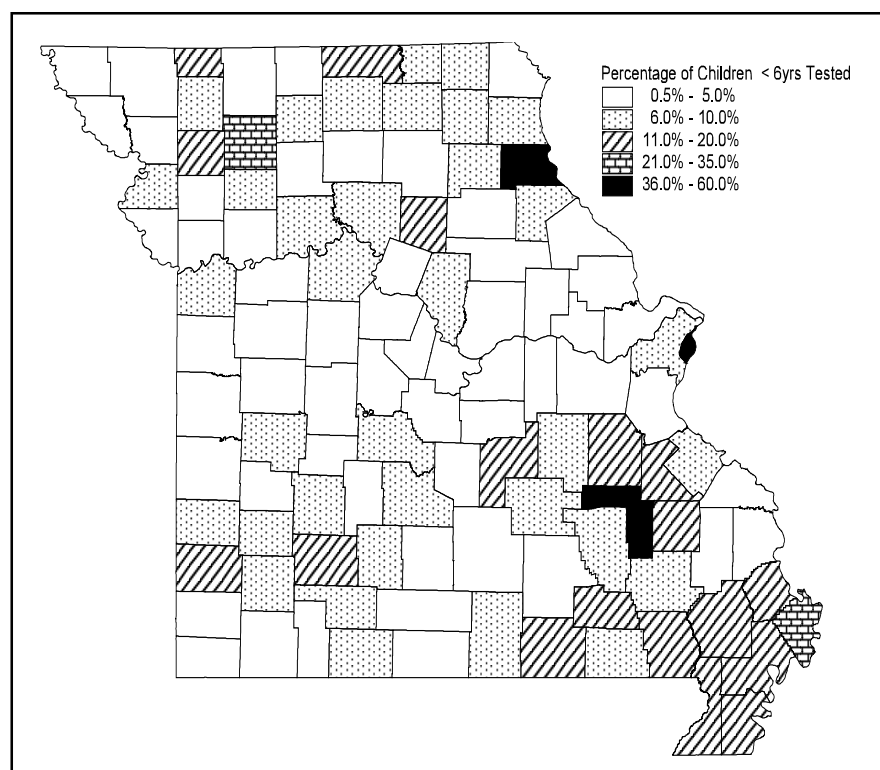 Percentage of Children < 6yrs Tested
0.5% - 5.0%
6.0% - 10.0%
11.0% - 20.0%
21.0% - 35.0%
36.0% - 60.0%